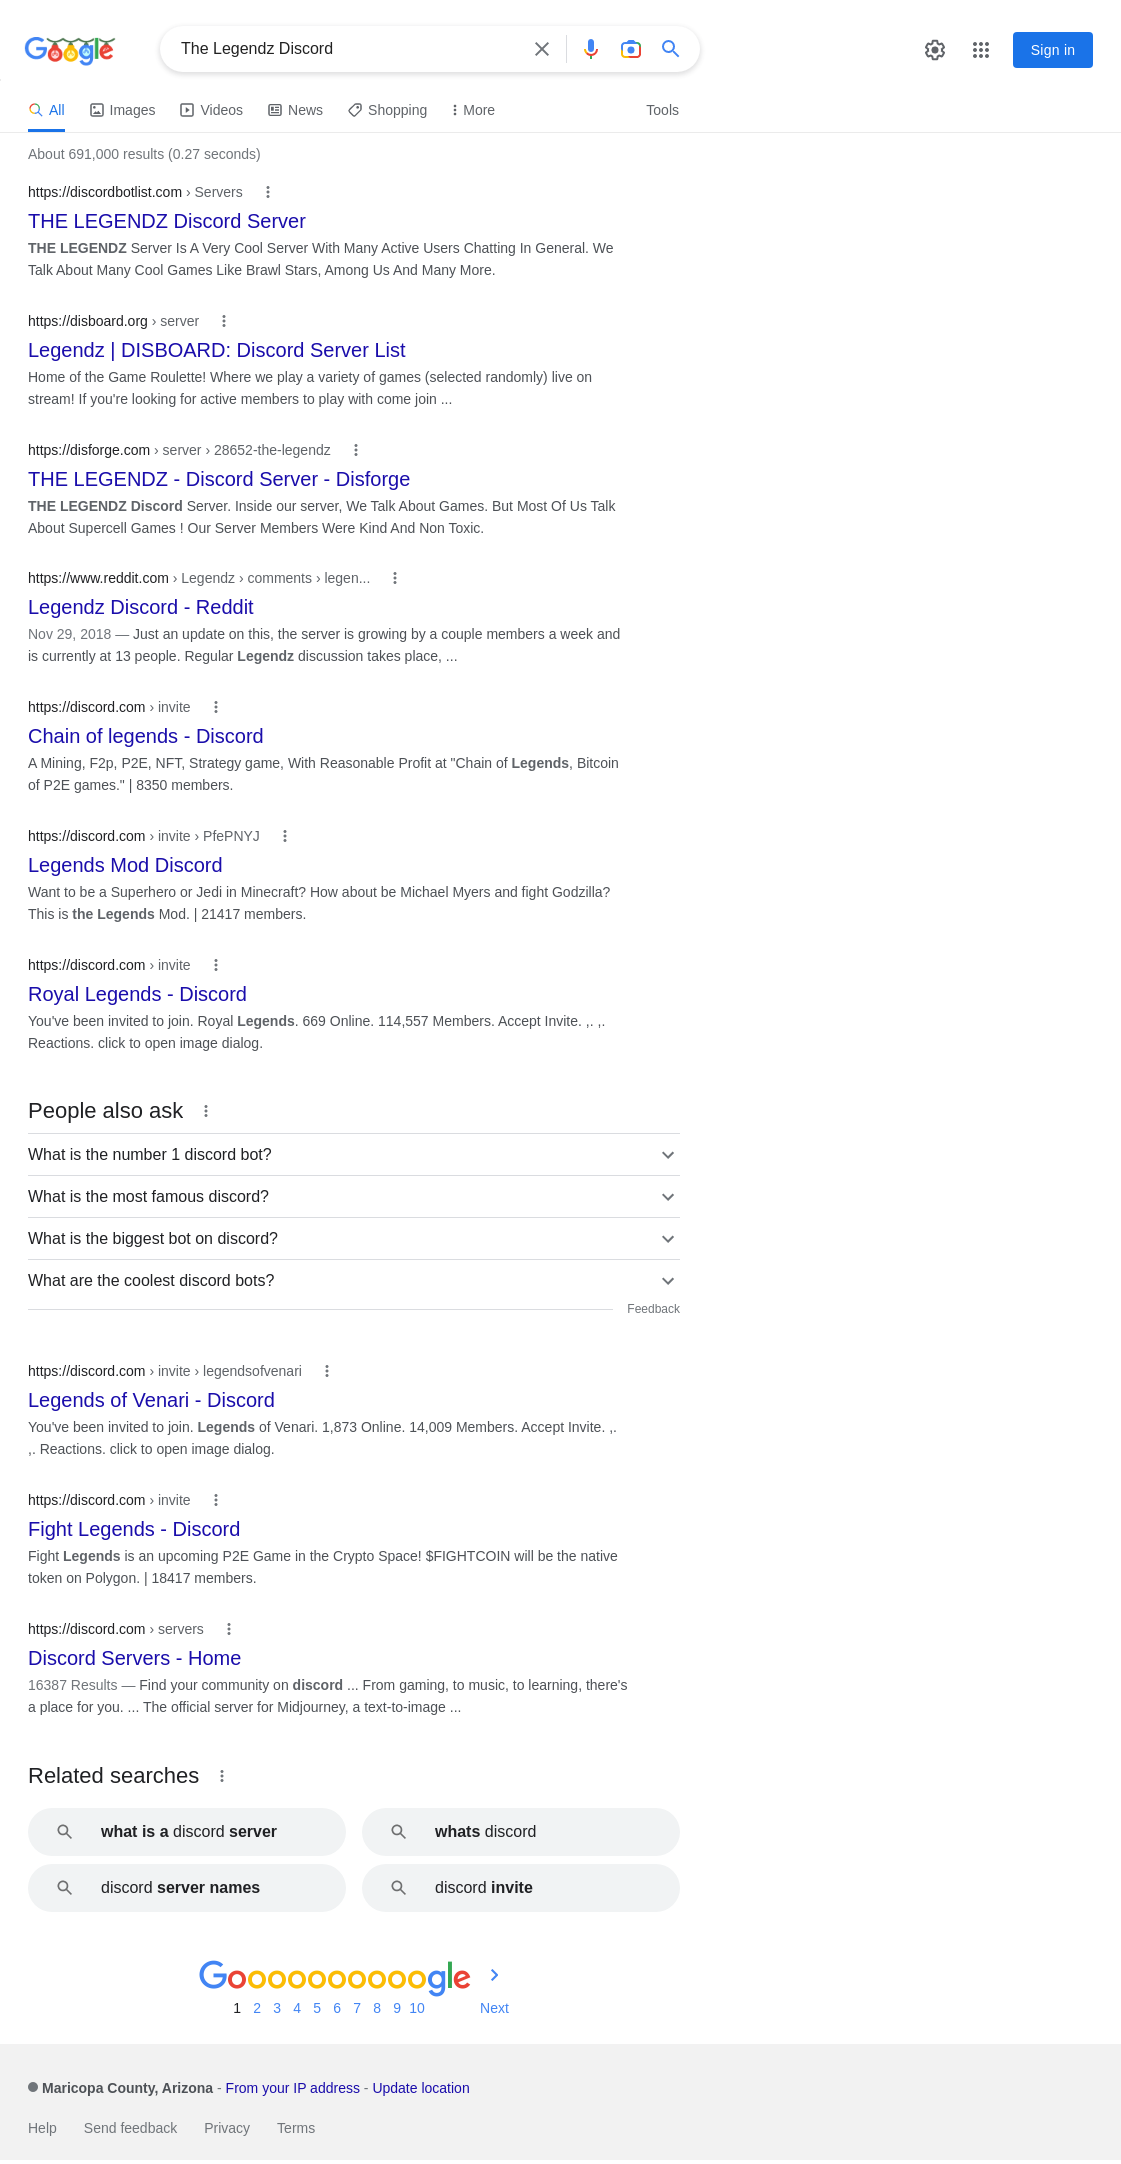 Google
The Legendz Discord
Sign in
All Images Videos News Shopping More Tools
About 691,000 results (0.27 seconds)
https://discordbotlist.com › Servers
THE LEGENDZ Discord Server
THE LEGENDZ Server Is A Very Cool Server With Many Active Users Chatting In General. We
Talk About Many Cool Games Like Brawl Stars, Among Us And Many More.
https://disboard.org › server
Legendz | DISBOARD: Discord Server List
Home of the Game Roulette! Where we play a variety of games (selected randomly) live on
stream! If you're looking for active members to play with come join ...
https://disforge.com › server › 28652-the-legendz
THE LEGENDZ - Discord Server - Disforge
THE LEGENDZ Discord Server. Inside our server, We Talk About Games. But Most Of Us Talk
About Supercell Games ! Our Server Members Were Kind And Non Toxic.
https://www.reddit.com › Legendz › comments › legen...
Legendz Discord - Reddit
Nov 29, 2018 — Just an update on this, the server is growing by a couple members a week and
is currently at 13 people. Regular Legendz discussion takes place, ...
https://discord.com › invite
Chain of legends - Discord
A Mining, F2p, P2E, NFT, Strategy game, With Reasonable Profit at "Chain of Legends, Bitcoin
of P2E games." | 8350 members.
https://discord.com › invite › PfePNYJ
Legends Mod Discord
Want to be a Superhero or Jedi in Minecraft? How about be Michael Myers and fight Godzilla?
This is the Legends Mod. | 21417 members.
https://discord.com › invite
Royal Legends - Discord
You've been invited to join. Royal Legends. 669 Online. 114,557 Members. Accept Invite. ,. ,.
Reactions. click to open image dialog.
People also ask
What is the number 1 discord bot?
What is the most famous discord?
What is the biggest bot on discord?
What are the coolest discord bots?
Feedback
https://discord.com › invite › legendsofvenari
Legends of Venari - Discord
You've been invited to join. Legends of Venari. 1,873 Online. 14,009 Members. Accept Invite. ,.
,. Reactions. click to open image dialog.
https://discord.com › invite
Fight Legends - Discord
Fight Legends is an upcoming P2E Game in the Crypto Space! $FIGHTCOIN will be the native
token on Polygon. | 18417 members.
https://discord.com › servers
Discord Servers - Home
16387 Results — Find your community on discord ... From gaming, to music, to learning, there's
a place for you. ... The official server for Midjourney, a text-to-image ...
Related searches
what is a discord server
whats discord
discord server names
discord invite
Goooooooooogle
1 2 3 4 5 6 7 8 9 10 Next
Maricopa County, Arizona - From your IP address - Update location
Help Send feedback Privacy Terms